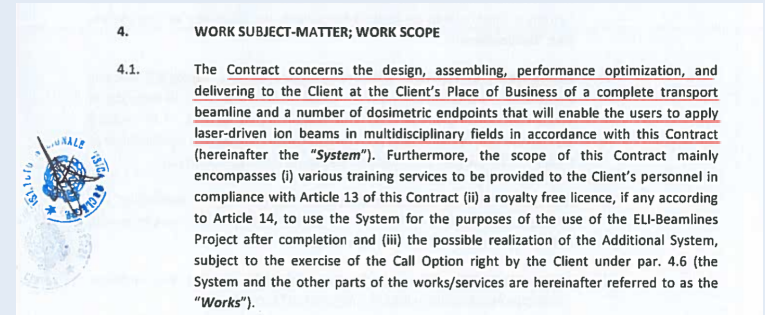 4. WORK SUBJECT-MATTER; WORK SCOPE
4.1. The Contract concerns the design, assembling, performance optimization, and
delivering to the Client at the Client's Place of Business of a complete transport
beamline and a number of dosimetric endpoints that will enable the users to apply
laser-driven ion beams in multidisciplinary fields in accordance with this Contract
(hereinafter the "System"). Furthermore, the scope of this Contract mainly
encompasses (i) various training services to be provided to the Client's personnel in
compliance with Article 13 of this Contract (ii) a royalty free licence, if any according
to Article 14, to use the System for the purposes of the use of the ELI-Beamlines
Project after completion and (iii) the possible realization of the Additional System,
subject to the exercise of the Call Option right by the Client under par. 4.6 (the
System and the other parts of the works/services are hereinafter referred to as the
"Works").